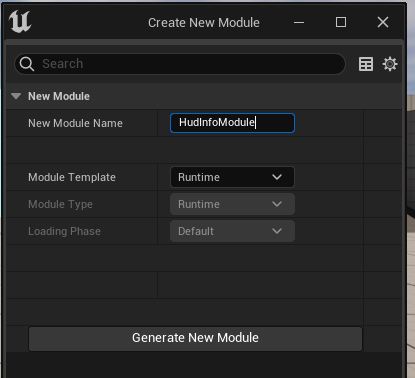 Create New Module
Search
New Module
New Module Name HudInfoModule
Module Template Runtime
Module Type Runtime
Loading Phase Default
Generate New Module